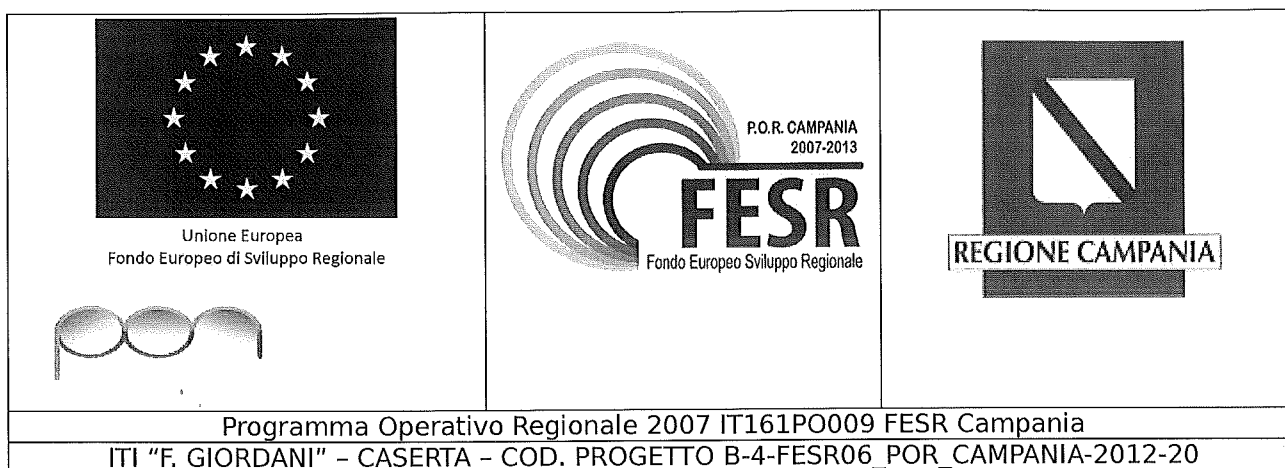 Unione Europea
Fondo Europeo di Sviluppo Regionale
P.O.R. CAMPANIA
2007-2013
FESR
Fondo Europeo Sviluppo Regionale
REGIONE CAMPANIA
Programma Operativo Regionale 2007 IT161PO009 FESR Campania
ITI "F. GIORDANI" – CASERTA – COD. PROGETTO B-4-FESR06_POR_CAMPANIA-2012-20